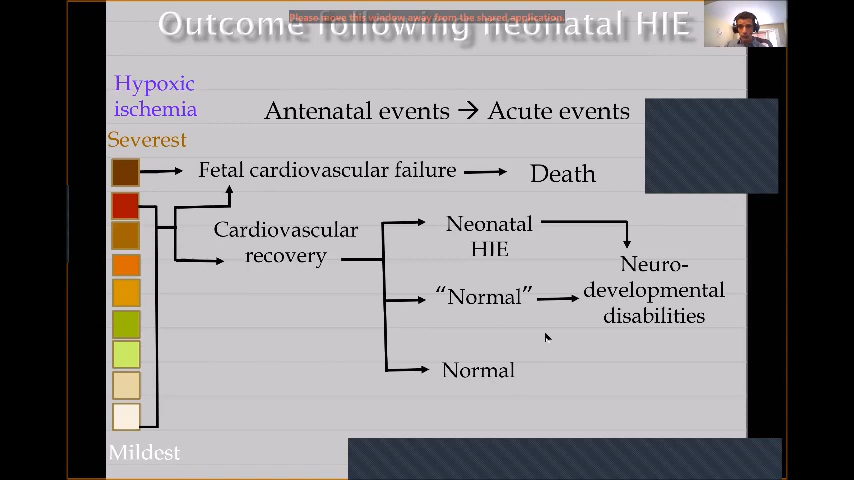 Please move this window away from the shared application.
Outcome following neonatal HIE
Hypoxic
ischemia
Antenatal events → Acute events
Severest
Fetal cardiovascular failure
Death
Cardiovascular
recovery
Neonatal
HIE
Neuro-
developmental
disabilities
“Normal”
Normal
Mildest